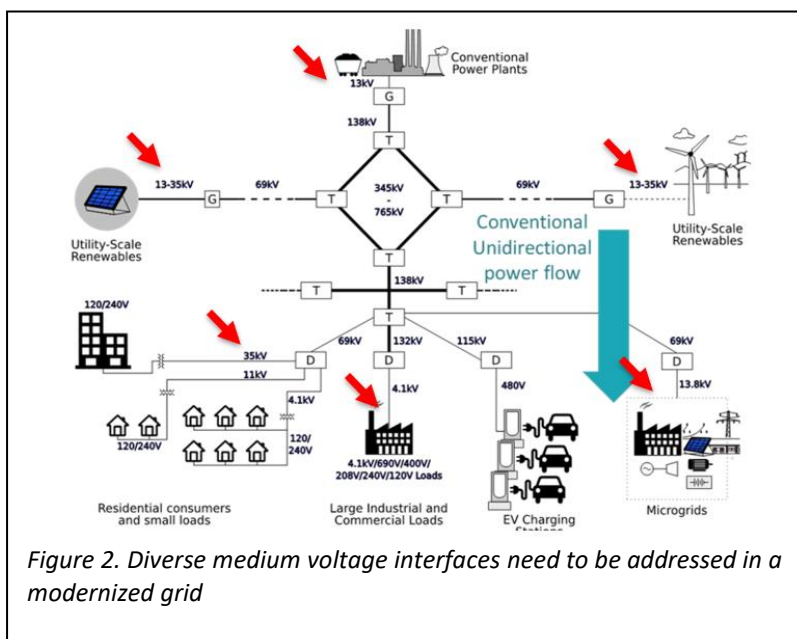 Conventional
Power Plants
13kV
G
138kV
T
13-35kV
69kV
345kV
-
765kV
69kV
13-35kV
G
T
T
G
Utility-Scale
Renewables
Conventional
Unidirectional
power flow
Utility-Scale
Renewables
T
138kV
T
T
120/240V
T
35kV
69kV
132kV
115kV
69kV
D
D
D
D
11kV
4.1kV
4.1kV
480V
13.8kV
120/240V
120/
240V
4.1kV/690V/400V/
208V/240V/120V Loads
Residential consumers
and small loads
Large Industrial and
Commercial Loads
EV Charging
Stations
Microgrids
Figure 2. Diverse medium voltage interfaces need to be addressed in a
modernized grid